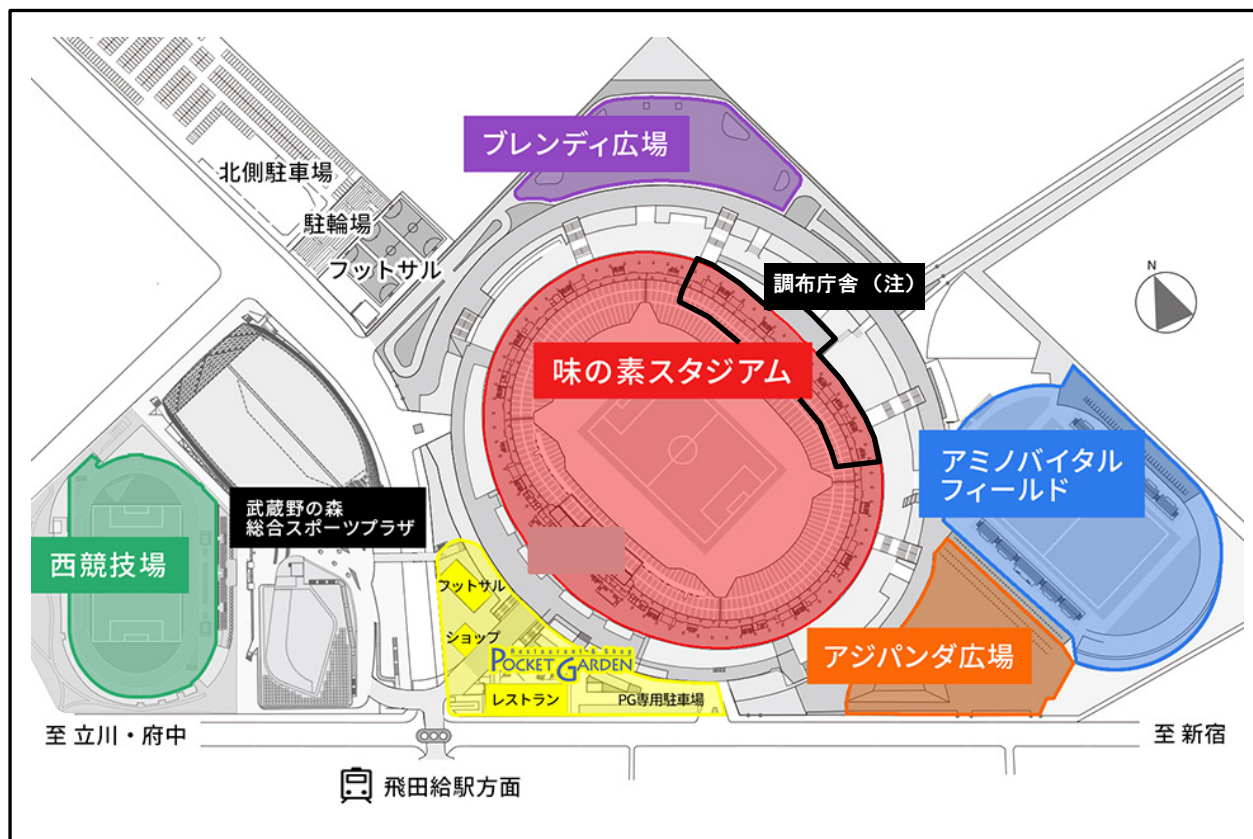 ブレンディ広場
北側駐車場
駐輪場
フットサル
調布庁舎（注）
N
味の素スタジアム
アミノバイタル
フィールド
武蔵野の森
総合スポーツプラザ
西競技場
フットサル
ショップ
Restaurant & Shop
POCKET GARDEN
レストラン
PG専用駐車場
アジパンダ広場
至 立川・府中
至 新宿
飛田給駅方面